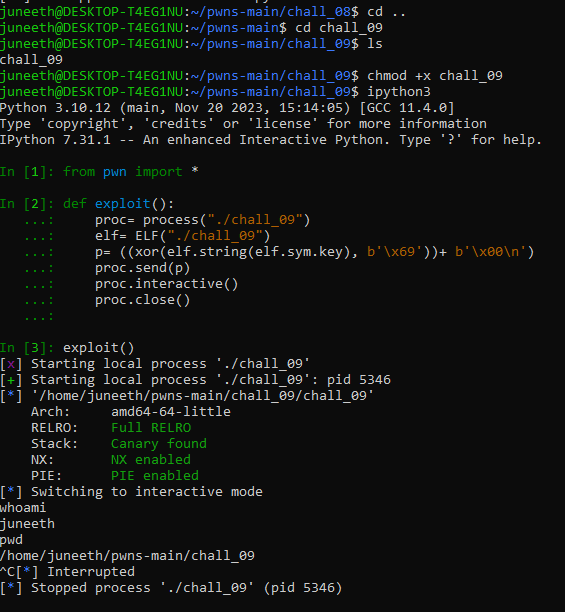 juneeth@DESKTOP-T4EG1NU:~/pwns-main/chall_08$ cd ..
juneeth@DESKTOP-T4EG1NU:~/pwns-main$ cd chall_09
juneeth@DESKTOP-T4EG1NU:~/pwns-main/chall_09$ ls
chall_09
juneeth@DESKTOP-T4EG1NU:~/pwns-main/chall_09$ chmod +x chall_09
juneeth@DESKTOP-T4EG1NU:~/pwns-main/chall_09$ ipython3
Python 3.10.12 (main, Nov 20 2023, 15:14:05) [GCC 11.4.0]
Type 'copyright', 'credits' or 'license' for more information
IPython 7.31.1 -- An enhanced Interactive Python. Type '?' for help.
In [1]: from pwn import *
In [2]: def exploit():
...:     proc= process("./chall_09")
...:     elf= ELF("./chall_09")
...:     p= ((xor(elf.string(elf.sym.key), b'\x69'))+ b'\x00\n')
...:     proc.send(p)
...:     proc.interactive()
...:     proc.close()
...:
In [3]: exploit()
[x] Starting local process './chall_09'
[+] Starting local process './chall_09': pid 5346
[*] '/home/juneeth/pwns-main/chall_09/chall_09'
Arch:     amd64-64-little
RELRO:    Full RELRO
Stack:    Canary found
NX:       NX enabled
PIE:      PIE enabled
[*] Switching to interactive mode
whoami
juneeth
pwd
/home/juneeth/pwns-main/chall_09
^C[*] Interrupted
[*] Stopped process './chall_09' (pid 5346)